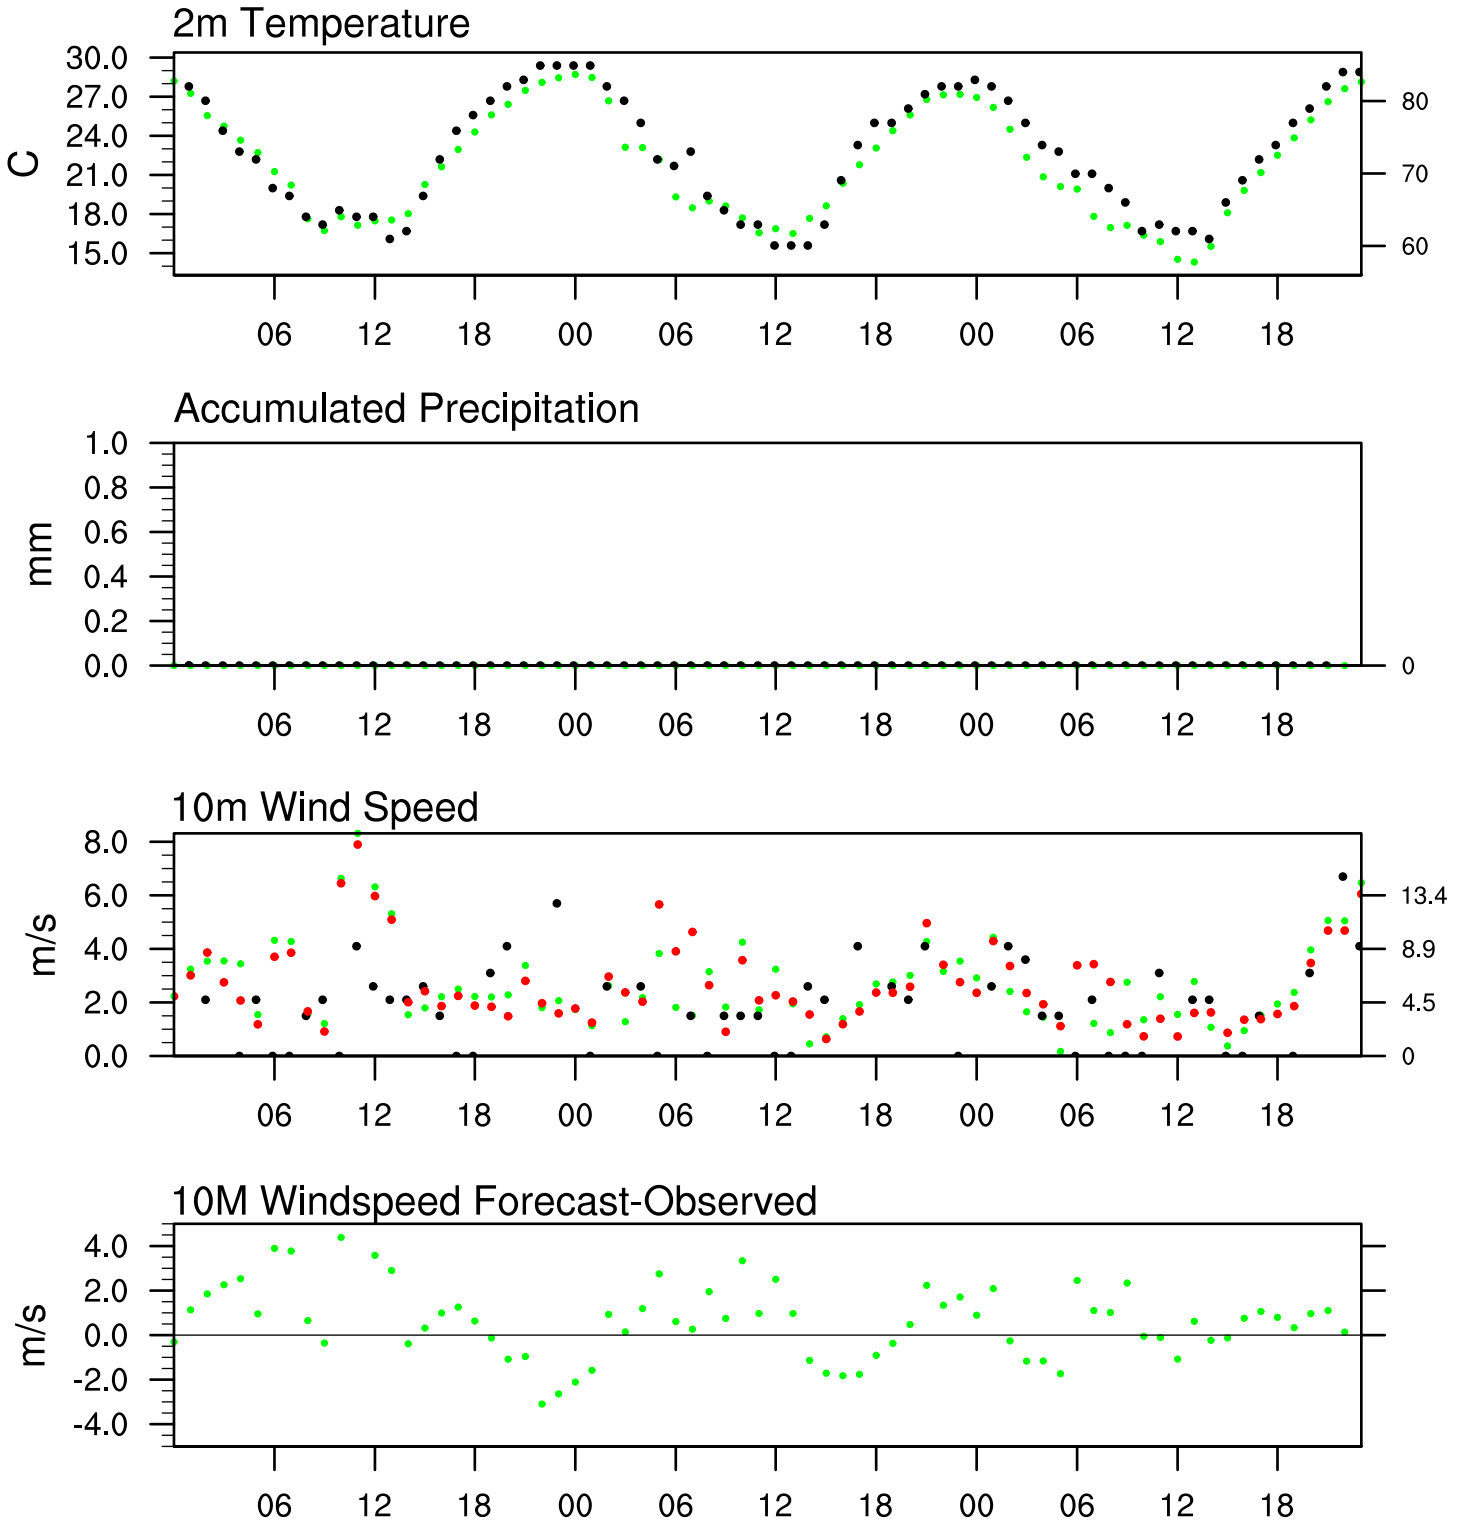 2m Temperature
30.0
27.0
24.0
21.0
18.0
15.0
C
80
70
60
06 12 18 00 06 12 18 00 06 12 18
Accumulated Precipitation
1.0
0.8
0.6
0.4
0.2
0.0
mm
0
06 12 18 00 06 12 18 00 06 12 18
10m Wind Speed
8.0
6.0
4.0
2.0
0.0
m/s
13.4
8.9
4.5
0
06 12 18 00 06 12 18 00 06 12 18
10M Windspeed Forecast-Observed
4.0
2.0
0.0
-2.0
-4.0
m/s
06 12 18 00 06 12 18 00 06 12 18